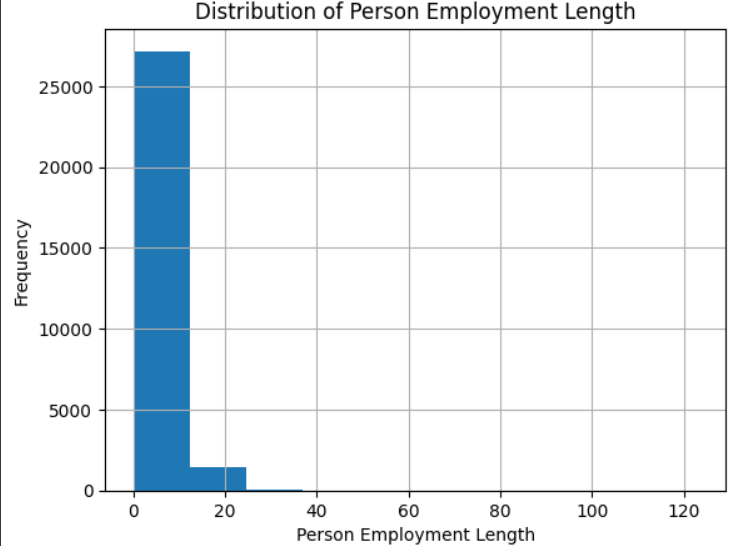 Distribution of Person Employment Length
25000
20000
15000
10000
5000
0
Frequency
0 20 40 60 80 100 120
Person Employment Length